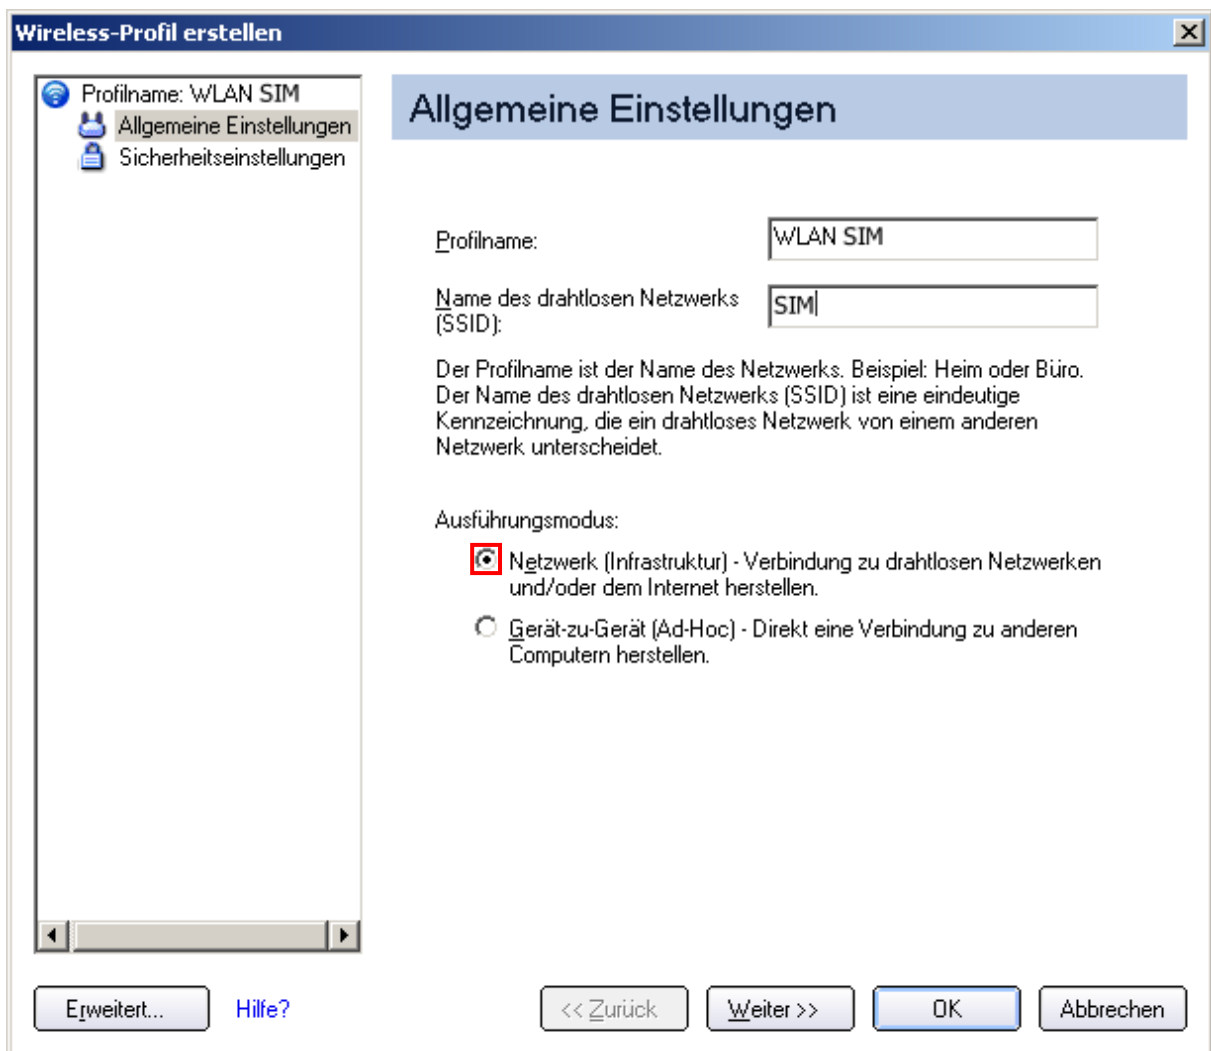 Wireless-Profil erstellen
Profilname: WLAN SIM
Allgemeine Einstellungen
Sicherheitseinstellungen
Allgemeine Einstellungen
Profilname:
WLAN SIM
Name des drahtlosen Netzwerks
(SSID):
SIM
Der Profilname ist der Name des Netzwerks. Beispiel: Heim oder Büro.
Der Name des drahtlosen Netzwerks (SSID) ist eine eindeutige
Kennzeichnung, die ein drahtloses Netzwerk von einem anderen
Netzwerk unterscheidet.
Ausführungsmodus:
Netzwerk (Infrastruktur) - Verbindung zu drahtlosen Netzwerken
und/oder dem Internet herstellen.
Gerät-zu-Gerät (Ad-Hoc) - Direkt eine Verbindung zu anderen
Computern herstellen.
Erweitert... Hilfe? << Zurück Weiter >> OK Abbrechen